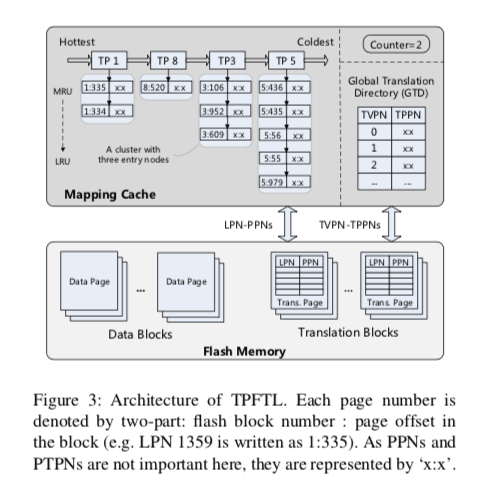 Hottest
Coldest
Counter=2
TP 1
TP 8
TP3
TP 5
MRU
LRU
1:335 x:x
1:334 x:x
8:520 x:x
3:106 x:x
3:952 x:x
3:609 x:x
5:436 x:x
5:435 x:x
5:56 x:x
5:55 x:x
5:979 x:x
A cluster with
three entry nodes
Mapping Cache
Global Translation
Directory (GTD)
TVPN TPPN
0 xx
1 xx
2 xx
... ...
LPN-PPNs
TVPN-TPPNs
Data Page
...
Data Page
Data Blocks
LPN PPN
Trans. Page
...
LPN PPN
Trans. Page
Translation Blocks
Flash Memory
Figure 3: Architecture of TPFTL. Each page number is
denoted by two-part: flash block number : page offset in
the block (e.g. LPN 1359 is written as 1:335). As PPNs and
PTPNs are not important here, they are represented by ‘x:x’.